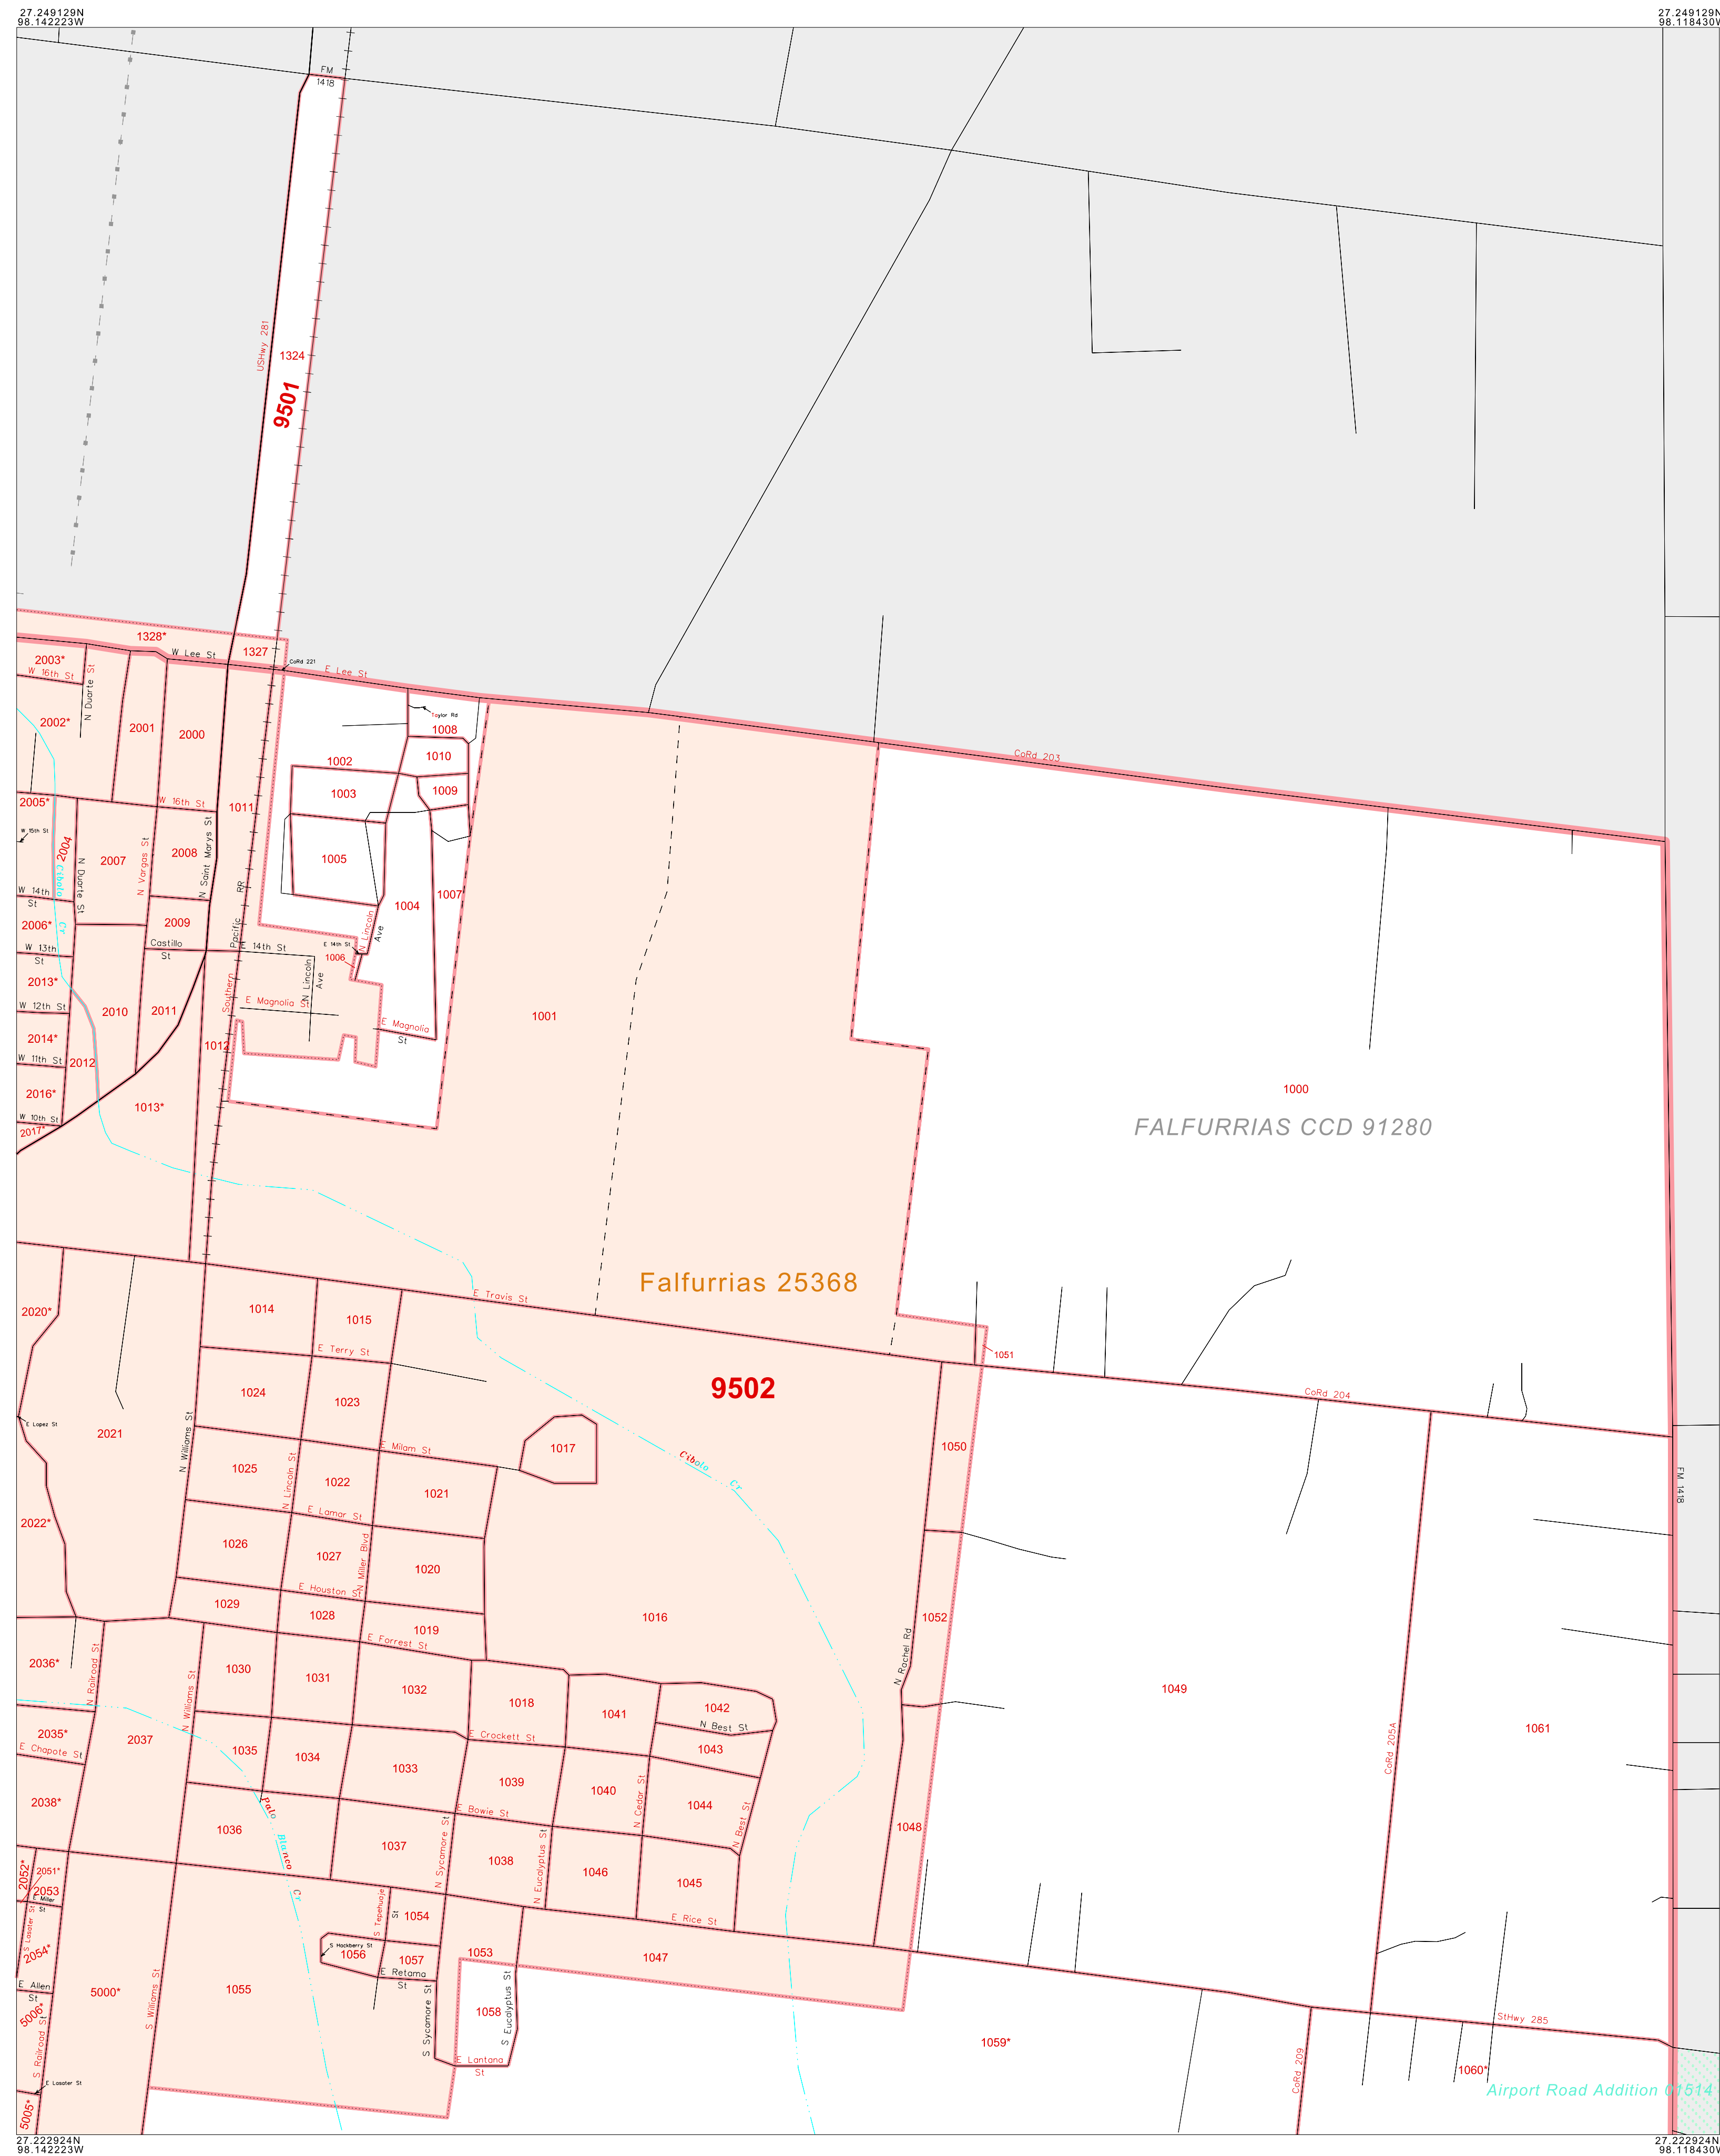 27.249129N
98.142223W
27.249129N
98.118430W
FM
1418
USHwy 281
1324
9501
1328*
W Lee St
1327
CoRd 221
E Lee St
2003*
W 16th St
N Duarte St
2002*
2001
2000
Taylor Rd
1008
1002
1010
1003
1009
CoRd 203
2005*
W 16th St
1011
W 15th St
2004
Cibolo
Cr
2007
N Duarte St
N Vargas St
2008
N Saint Marys St
1005
1004
1007
W 14th
St
2006*
2009
Southern Pacific RR
N Lincoln
Ave
W 13th
St
Castillo
St
E 14th St
E 14th St
1006
2013*
W 12th St
2010
2011
N Lincoln
Ave
E Magnolia St
E Magnolia
St
1001
2014*
W 11th St
2012
1012
2016*
1013*
W 10th St
2017*
1000
FALFURRIAS CCD 91280
Falfurrias 25368
E Travis St
2020*
1014
1015
E Terry St
1051
9502
CoRd 204
1024
1023
E Lopez St
2021
N Williams St
E Milam St
1017
Cibolo
Cr
1050
1025
N Lincoln St
1022
1021
FM 1418
E Lamar St
2022*
1026
1027
N Miller Blvd
1020
E Houston St
1029
1028
1019
1016
1052
E Forrest St
N Rachel Rd
2036*
N Railroad St
1030
1031
1032
1018
1041
1042
1049
N Williams St
2035*
2037
E Crockett St
N Best St
1043
1061
E Chapote St
1035
1034
1033
1039
1040
N Cedar St
CoRd 205A
2038*
Palo
Blanco
Cr
1044
E Bowie St
N Best St
1036
1037
N Sycamore St
1038
N Eucalyptus St
1046
1045
1048
2052*
2051*
2053
E Miller
St
S Lasater St
S Tepehuaje
St
1054
E Rice St
2054*
S Hackberry St
1056
1057
1053
1047
E Retama
St
E Allen
St
5000*
1055
5006*
S Williams St
S Railroad St
S Sycamore St
1058
S Eucalyptus St
StHwy 285
1059*
E Lantana
St
CoRd 209
1060*
E Lasater St
5005*
Airport Road Addition 01514
27.222924N
98.142223W
27.222924N
98.118430W